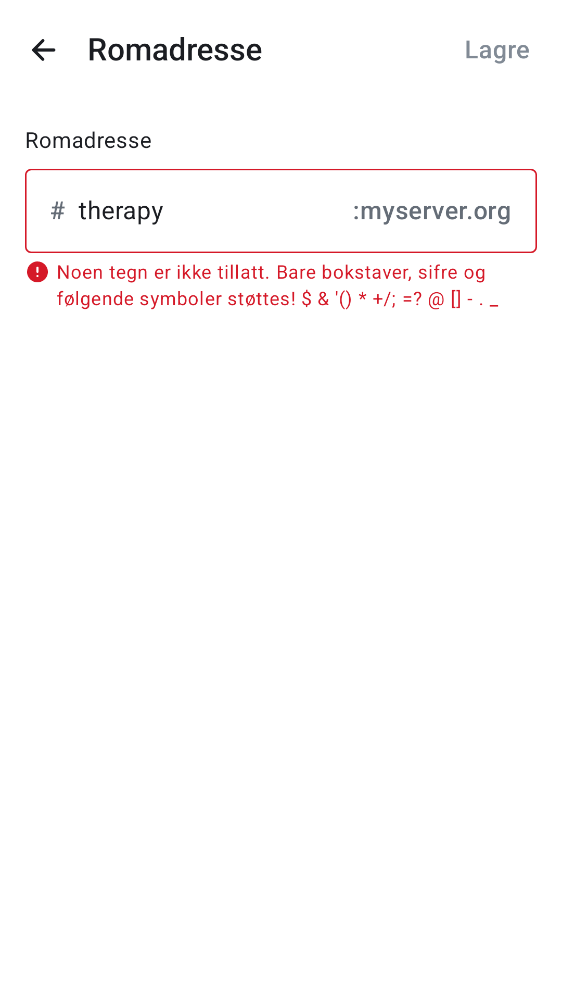 Romadresse
Lagre
Romadresse
# therapy :myserver.org
Noen tegn er ikke tillatt. Bare bokstaver, sifre og
følgende symboler støttes! $ & '() * +/; =? @ [] - . _